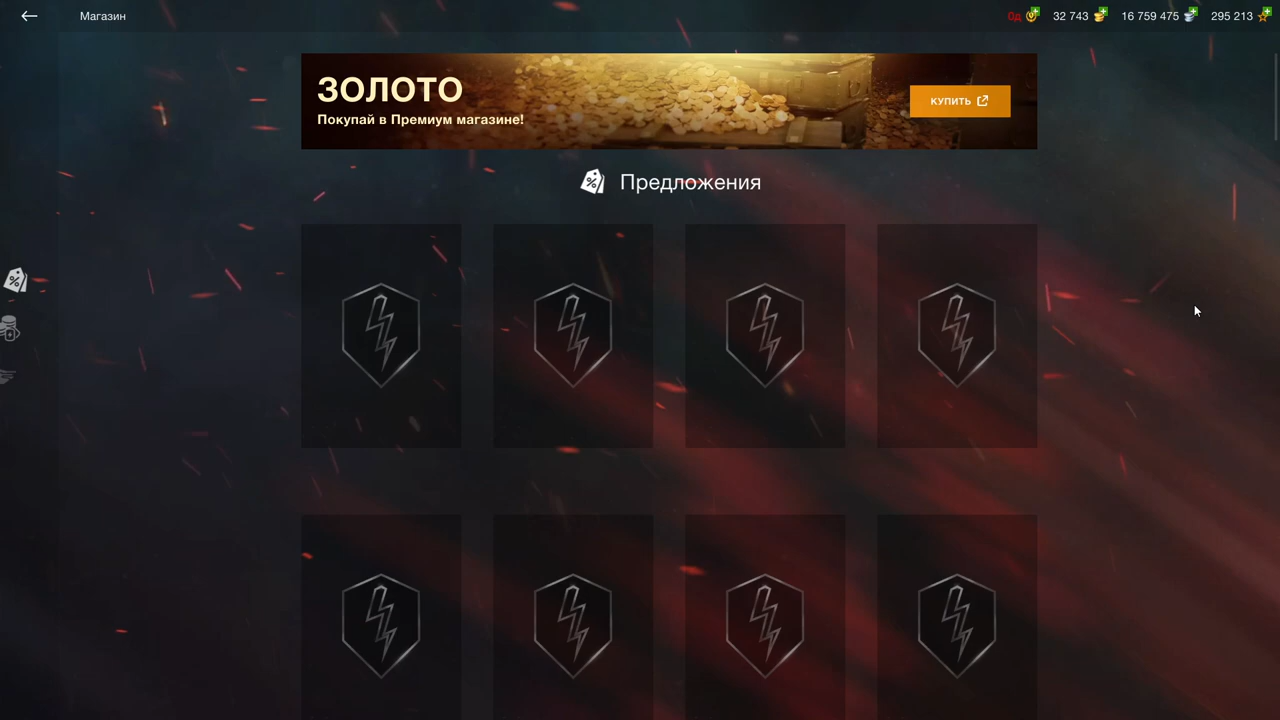 Магазин
0д 32 743 16 759 475 295 213
ЗОЛОТО
Покупай в Премиум магазине!
КУПИТЬ
Предложения